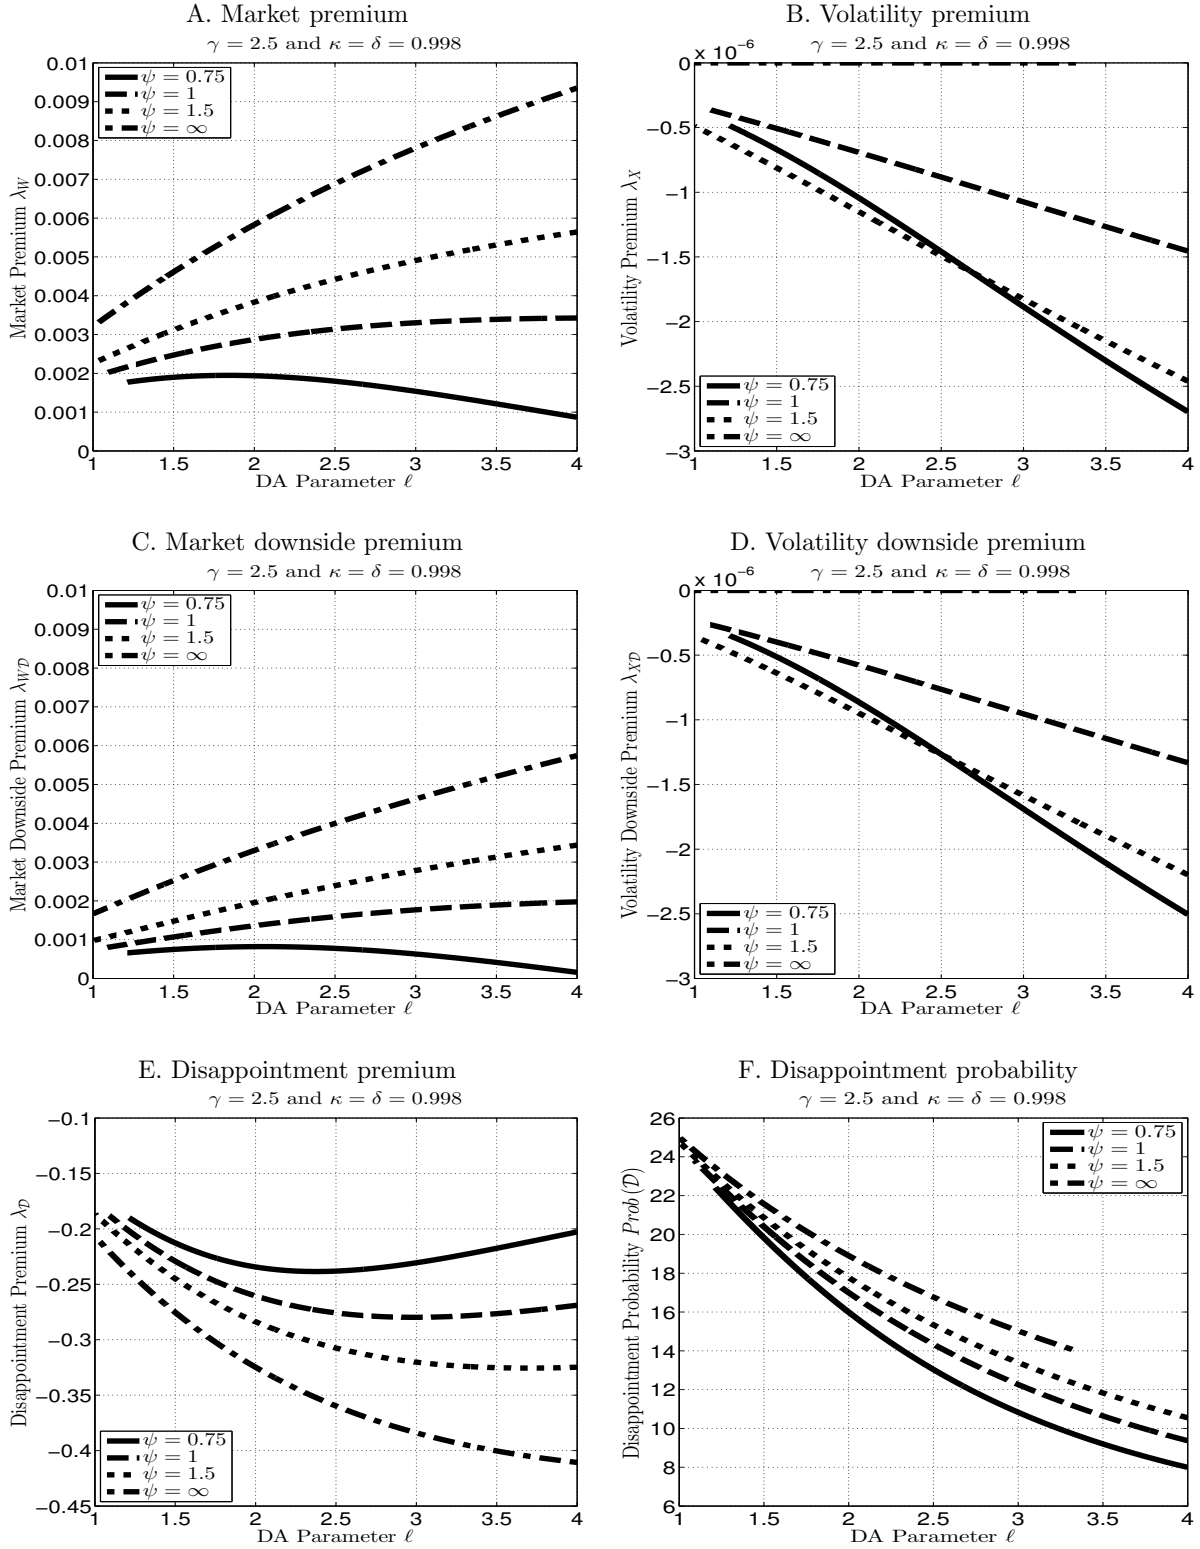 A. Market premium
γ = 2.5 and κ = δ = 0.998
0.01
0.009
0.008
0.007
0.006
0.005
0.004
0.003
0.002
0.001
0
Market Premium λ_W
ψ = 0.75
ψ = 1
ψ = 1.5
ψ = ∞
1 1.5 2 2.5 3 3.5 4
DA Parameter ℓ
B. Volatility premium
γ = 2.5 and κ = δ = 0.998
x 10^−6
0
−0.5
−1
−1.5
−2
−2.5
−3
Volatility Premium λ_X
ψ = 0.75
ψ = 1
ψ = 1.5
ψ = ∞
1 1.5 2 2.5 3 3.5 4
DA Parameter ℓ
C. Market downside premium
γ = 2.5 and κ = δ = 0.998
0.01
0.009
0.008
0.007
0.006
0.005
0.004
0.003
0.002
0.001
0
Market Downside Premium λ_W𝒟
ψ = 0.75
ψ = 1
ψ = 1.5
ψ = ∞
1 1.5 2 2.5 3 3.5 4
DA Parameter ℓ
D. Volatility downside premium
γ = 2.5 and κ = δ = 0.998
x 10^−6
0
−0.5
−1
−1.5
−2
−2.5
−3
Volatility Downside Premium λ_X𝒟
ψ = 0.75
ψ = 1
ψ = 1.5
ψ = ∞
1 1.5 2 2.5 3 3.5 4
DA Parameter ℓ
E. Disappointment premium
γ = 2.5 and κ = δ = 0.998
−0.1
−0.15
−0.2
−0.25
−0.3
−0.35
−0.4
−0.45
Disappointment Premium λ_𝒟
ψ = 0.75
ψ = 1
ψ = 1.5
ψ = ∞
1 1.5 2 2.5 3 3.5 4
DA Parameter ℓ
F. Disappointment probability
γ = 2.5 and κ = δ = 0.998
26
24
22
20
18
16
14
12
10
8
6
Disappointment Probability Prob(𝒟)
ψ = 0.75
ψ = 1
ψ = 1.5
ψ = ∞
1 1.5 2 2.5 3 3.5 4
DA Parameter ℓ